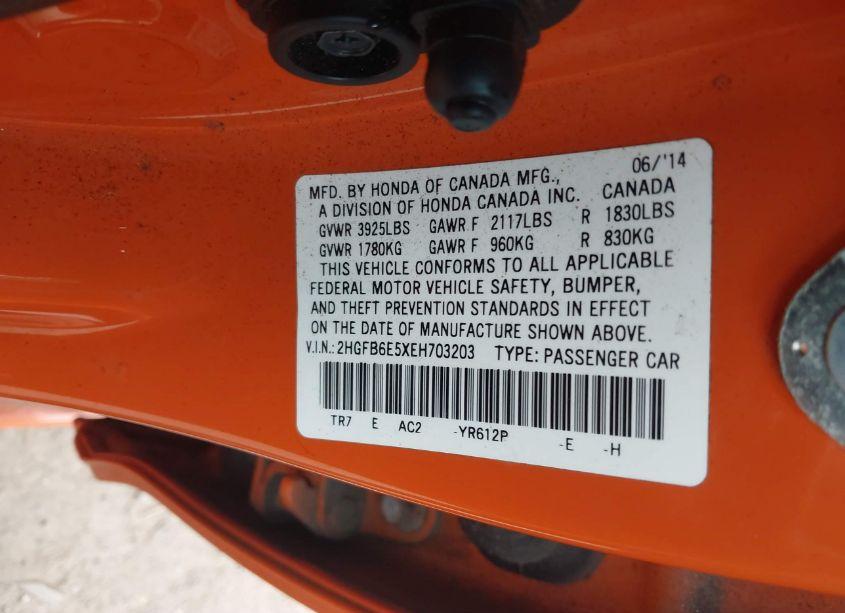 06/'14
MFD. BY HONDA OF CANADA MFG.,
A DIVISION OF HONDA CANADA INC. CANADA
GVWR 3925LBS GAWR F 2117LBS R 1830LBS
GVWR 1780KG GAWR F 960KG R 830KG
THIS VEHICLE CONFORMS TO ALL APPLICABLE
FEDERAL MOTOR VEHICLE SAFETY, BUMPER,
AND THEFT PREVENTION STANDARDS IN EFFECT
ON THE DATE OF MANUFACTURE SHOWN ABOVE.
V.I.N.:2HGFB6E5XEH703203 TYPE:PASSENGER CAR
TR7 E AC2 -YR612P -E -H